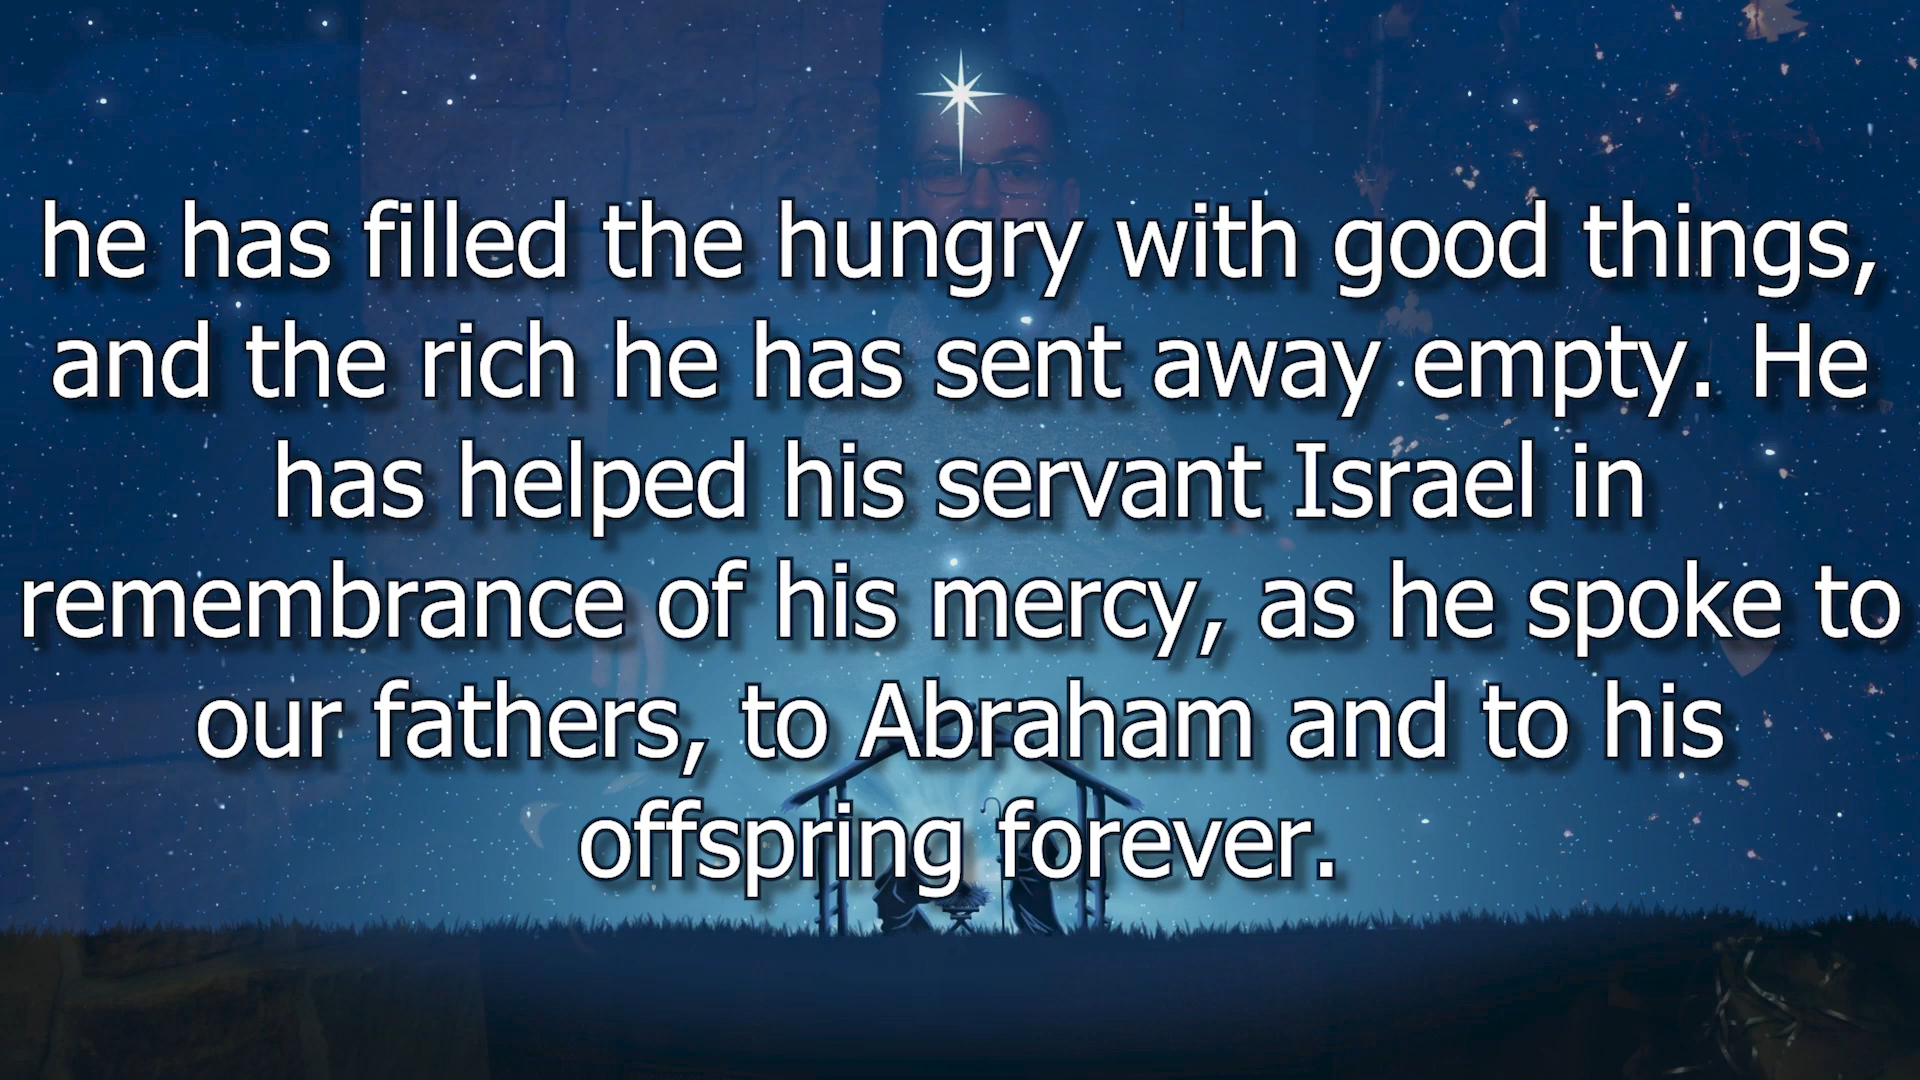 he has filled the hungry with good things,
and the rich he has sent away empty. He
has helped his servant Israel in
remembrance of his mercy, as he spoke to
our fathers, to Abraham and to his
offspring forever.